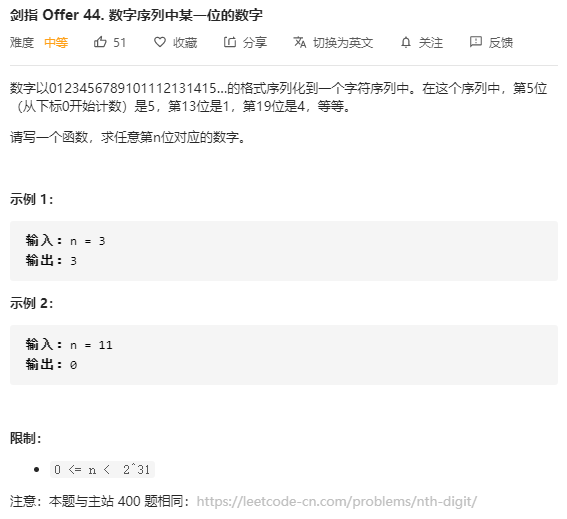 剑指 Offer 44. 数字序列中某一位的数字
难度 中等 51 收藏 分享 切换为英文 关注 反馈
数字以0123456789101112131415…的格式序列化到一个字符序列中。在这个序列中，第5位
（从下标0开始计数）是5，第13位是1，第19位是4，等等。
请写一个函数，求任意第n位对应的数字。
示例 1：
输入：n = 3
输出：3
示例 2：
输入：n = 11
输出：0
限制：
0 <= n < 2^31
注意：本题与主站 400 题相同：https://leetcode-cn.com/problems/nth-digit/